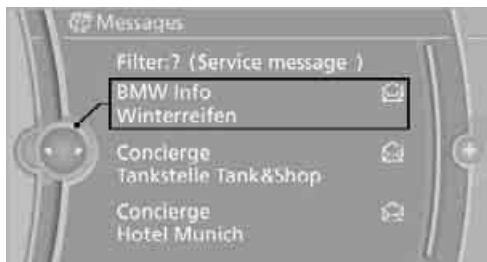 Messages
Filter:? (Service message )
BMW Info
Winterreifen
Concierge
Tankstelle Tank&Shop
Concierge
Hotel Munich